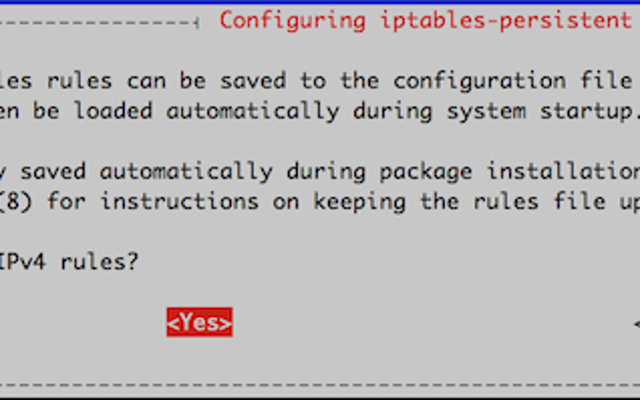 Configuring iptables-persistent
les rules can be saved to the configuration file
en be loaded automatically during system startup.
y saved automatically during package installation
(8) for instructions on keeping the rules file up
IPv4 rules?
<Yes> <